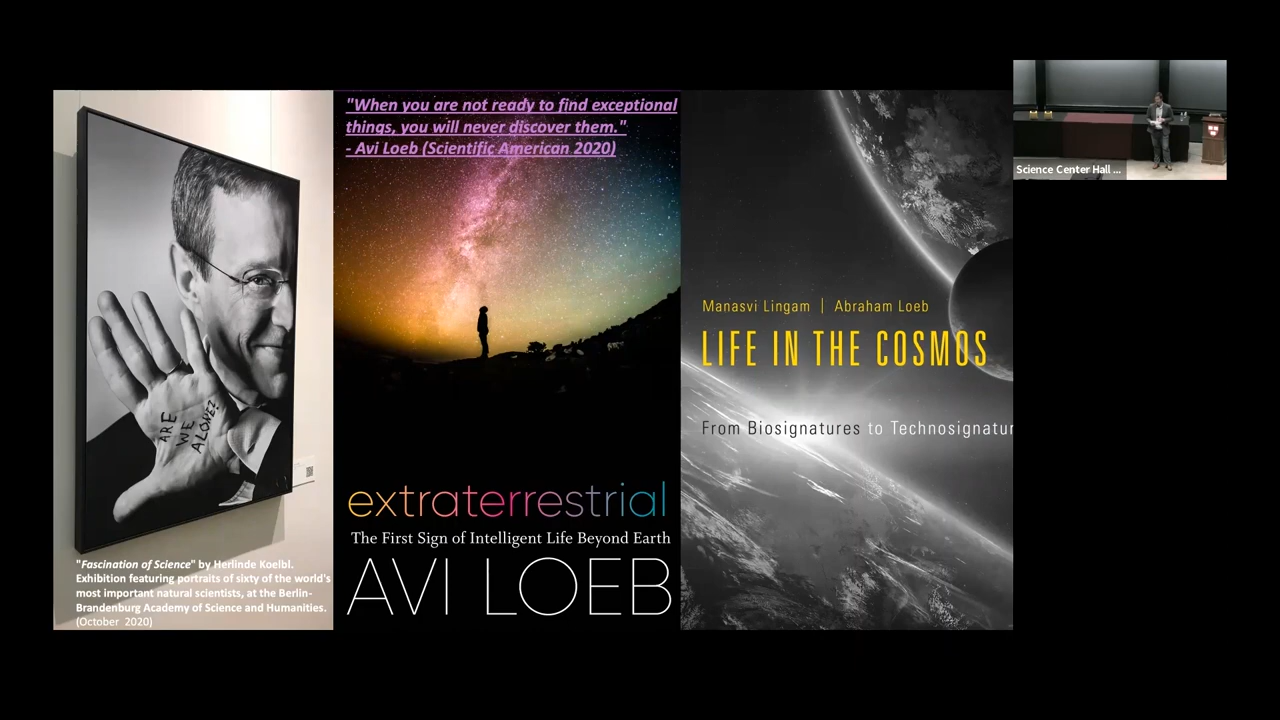 ARE
WE
ALONE?
"Fascination of Science" by Herlinde Koelbl.
Exhibition featuring portraits of sixty of the world's
most important natural scientists, at the Berlin-
Brandenburg Academy of Science and Humanities.
(October 2020)
"When you are not ready to find exceptional
things, you will never discover them."
- Avi Loeb (Scientific American 2020)
extraterrestrial
The First Sign of Intelligent Life Beyond Earth
AVI LOEB
Manasvi Lingam | Abraham Loeb
LIFE IN THE COSMOS
From Biosignatures to Technosignatur
Science Center Hall ...